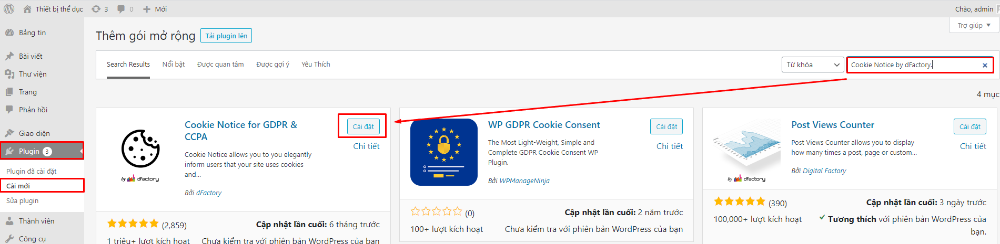 Thiết bị thể dục 3 0 Mới
Chào, admin
Trợ giúp
Bảng tin
Bài viết
Thư viện
Trang
Phản hồi
Giao diện
Plugin 3
Plugin đã cài đặt
Cài mới
Sửa plugin
Thành viên
Công cụ
Thêm gói mở rộng Tải plugin lên
Search Results Nổi bật Được quan tâm Được gợi ý Yêu Thích
Từ khóa
Cookie Notice by dFactory.
4 mục
Cookie Notice for GDPR &
CCPA
Cài đặt
Chi tiết
Cookie Notice allows you to you elegantly
inform users that your site uses cookies
and...
Bởi dFactory
by dfactory
(2,859)
Cập nhật lần cuối: 6 tháng trước
1 triệu+ lượt kích hoạt
Chưa kiểm tra với phiên bản WordPress của bạn
WP GDPR Cookie Consent
Cài đặt
Chi tiết
The Most Light-Weight, Simple and
Complete GDPR Cookie Consent WP
Plugin.
Bởi WPManageNinja
(0)
Cập nhật lần cuối: 2 năm trước
100+ lượt kích hoạt
Chưa kiểm tra với phiên bản WordPress của bạn
Post Views Counter
Cài đặt
Chi tiết
Post Views Counter allows you to display
how many times a post, page or custom...
Bởi Digital Factory
by dfactory
(390)
Cập nhật lần cuối: 3 ngày trước
100,000+ lượt kích hoạt
Tương thích với phiên bản WordPress của
bạn.